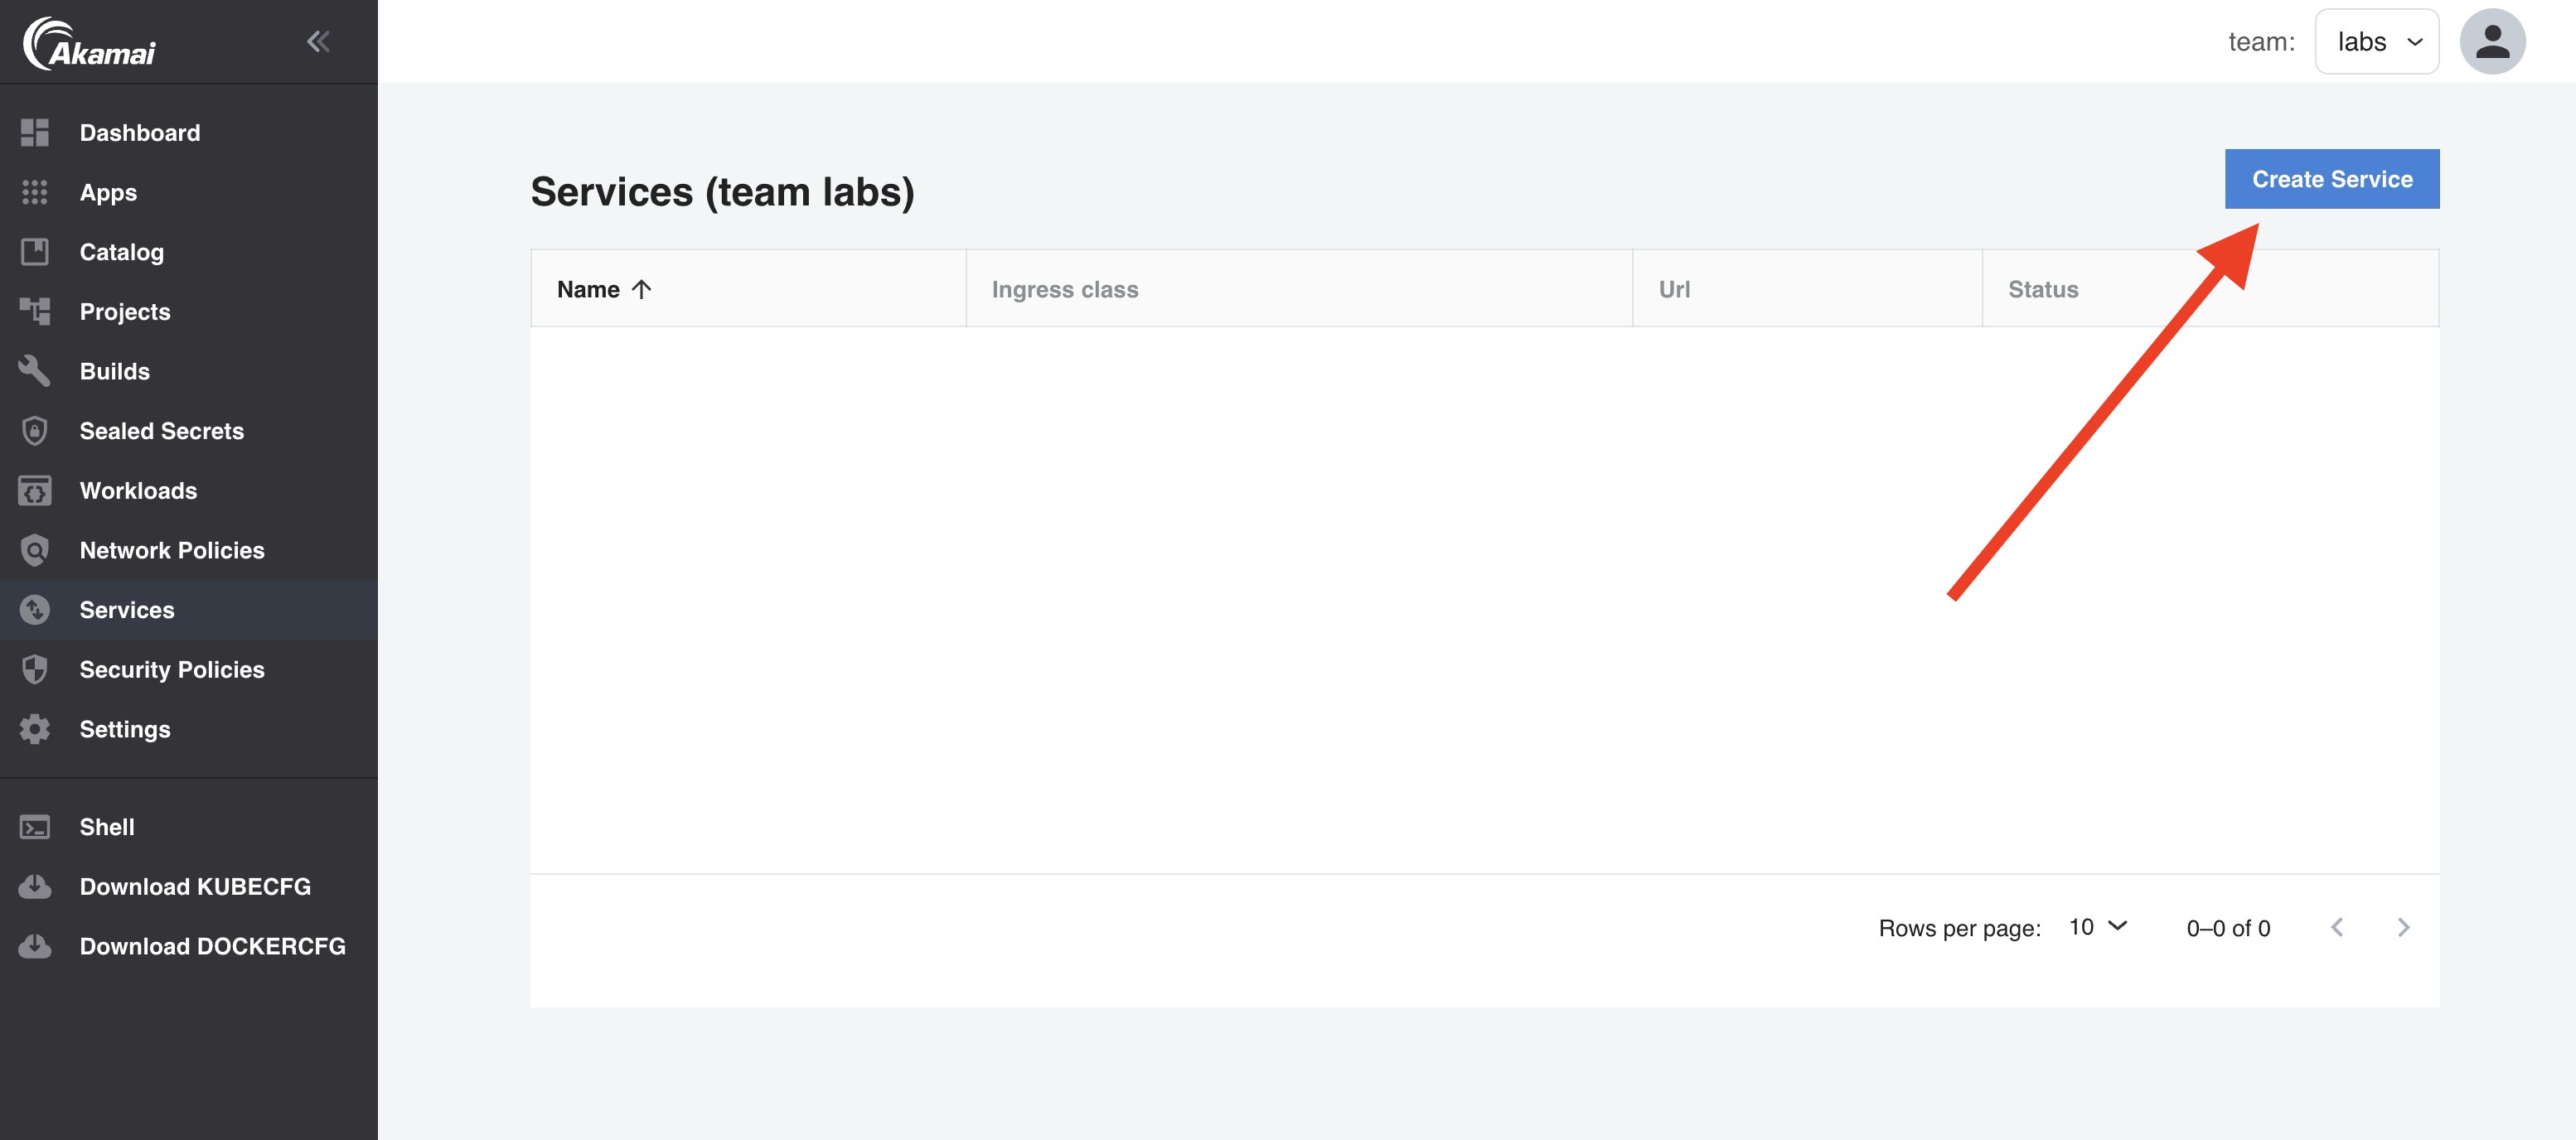 Akamai
team: labs
Dashboard
Apps
Catalog
Projects
Builds
Sealed Secrets
Workloads
Network Policies
Services
Security Policies
Settings
Shell
Download KUBECFG
Download DOCKERCFG
Services (team labs)
Create Service
Name Ingress class Url Status
Rows per page: 10 0–0 of 0